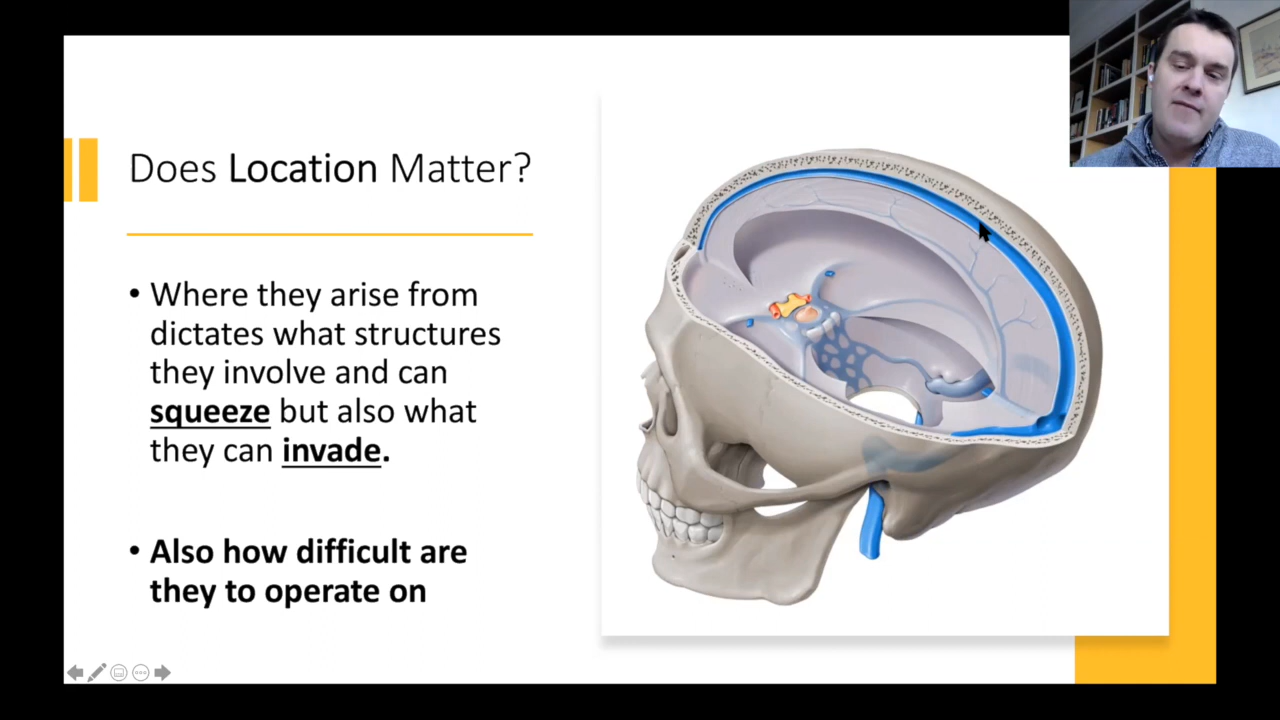 Does Location Matter?
• Where they arise from
dictates what structures
they involve and can
squeeze but also what
they can invade.
• Also how difficult are
they to operate on